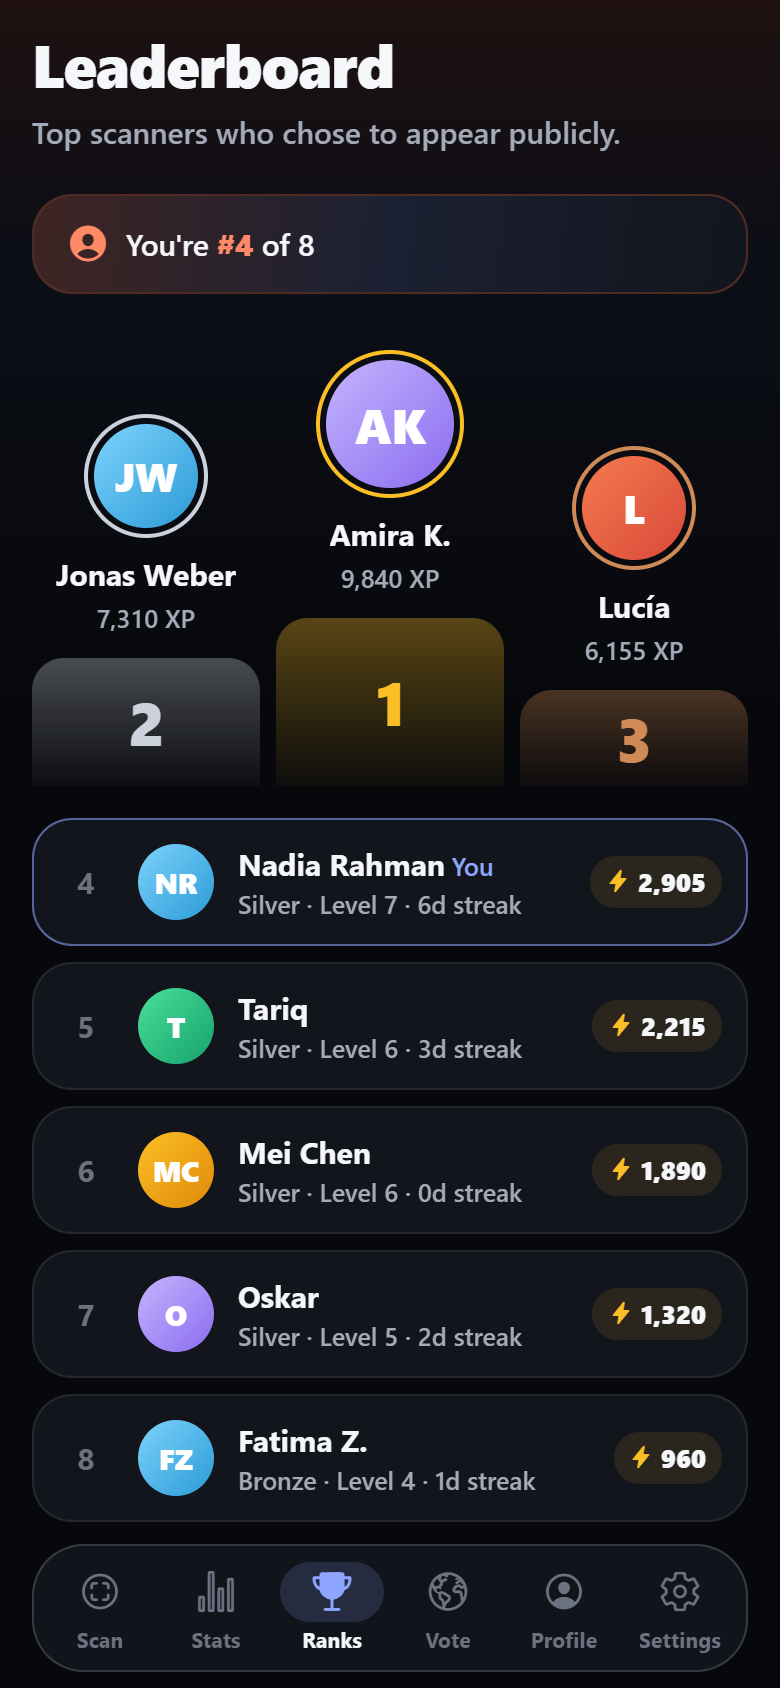 Leaderboard
Top scanners who chose to appear publicly.
You're #4 of 8
AK
JW
L
Amira K.
9,840 XP
Jonas Weber
7,310 XP
Lucía
6,155 XP
2
1
3
4
NR
Nadia Rahman You
Silver · Level 7 · 6d streak
2,905
5
T
Tariq
Silver · Level 6 · 3d streak
2,215
6
MC
Mei Chen
Silver · Level 6 · 0d streak
1,890
7
O
Oskar
Silver · Level 5 · 2d streak
1,320
8
FZ
Fatima Z.
Bronze · Level 4 · 1d streak
960
Scan Stats Ranks Vote Profile Settings